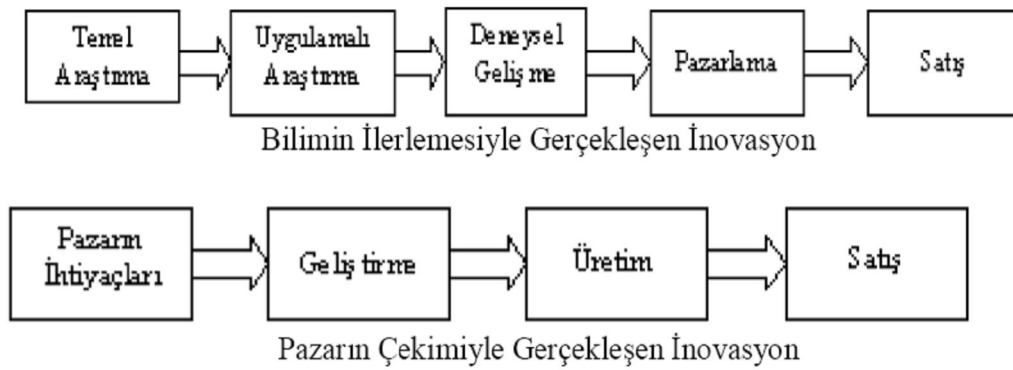 Temel
Araştırma
Uygulamalı
Araştırma
Deneysel
Gelişme
Pazarlama
Satış
Bilimin İlerlemesiyle Gerçekleşen İnovasyon
Pazarın
İhtiyaçları
Geliştirme
Üretim
Satış
Pazarın Çekimiyle Gerçekleşen İnovasyon